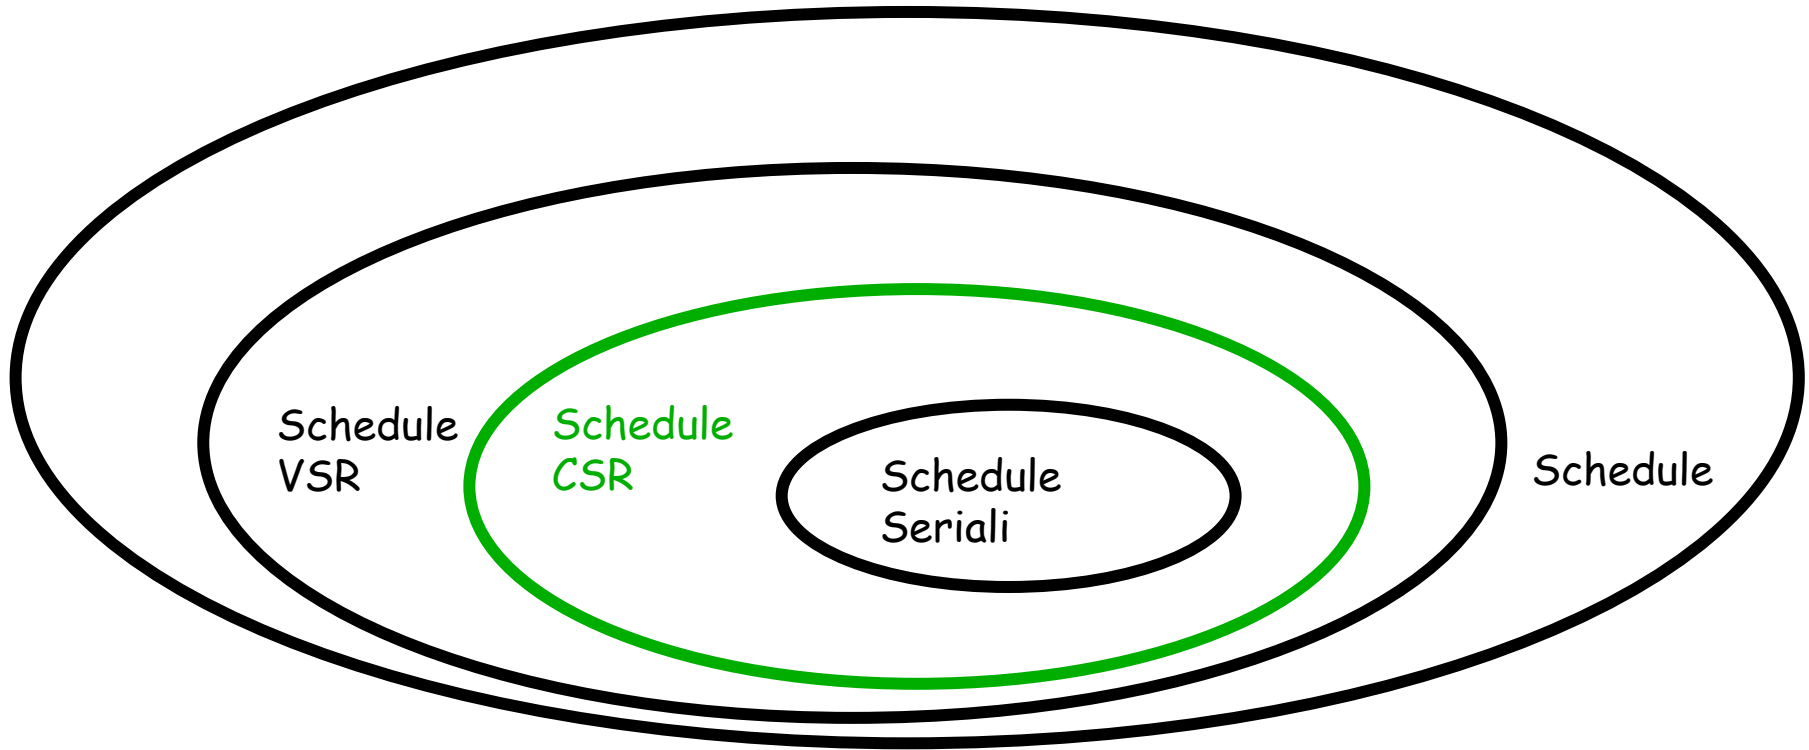 Schedule
VSR
Schedule
CSR
Schedule
Seriali
Schedule